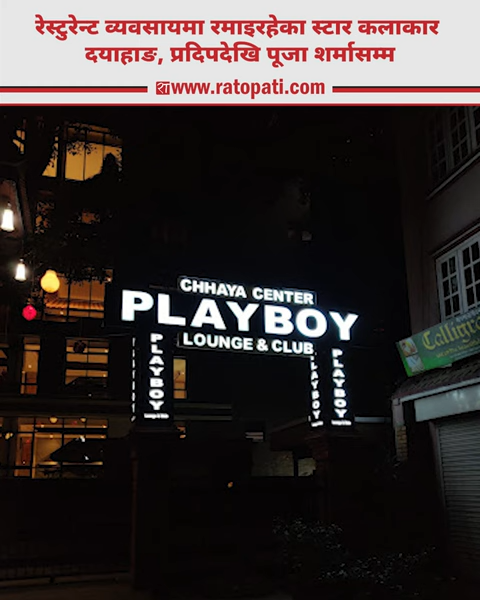 रेस्टुरेन्ट व्यवसायमा रमाइरहेका स्टार कलाकार
दयाहाङ, प्रदिपदेखि पूजा शर्मासम्म
www.ratopati.com
CHHAYA CENTER
PLAYBOY
LOUNGE & CLUB
PLAYBOY
PLAYBOY
PLAYBOY